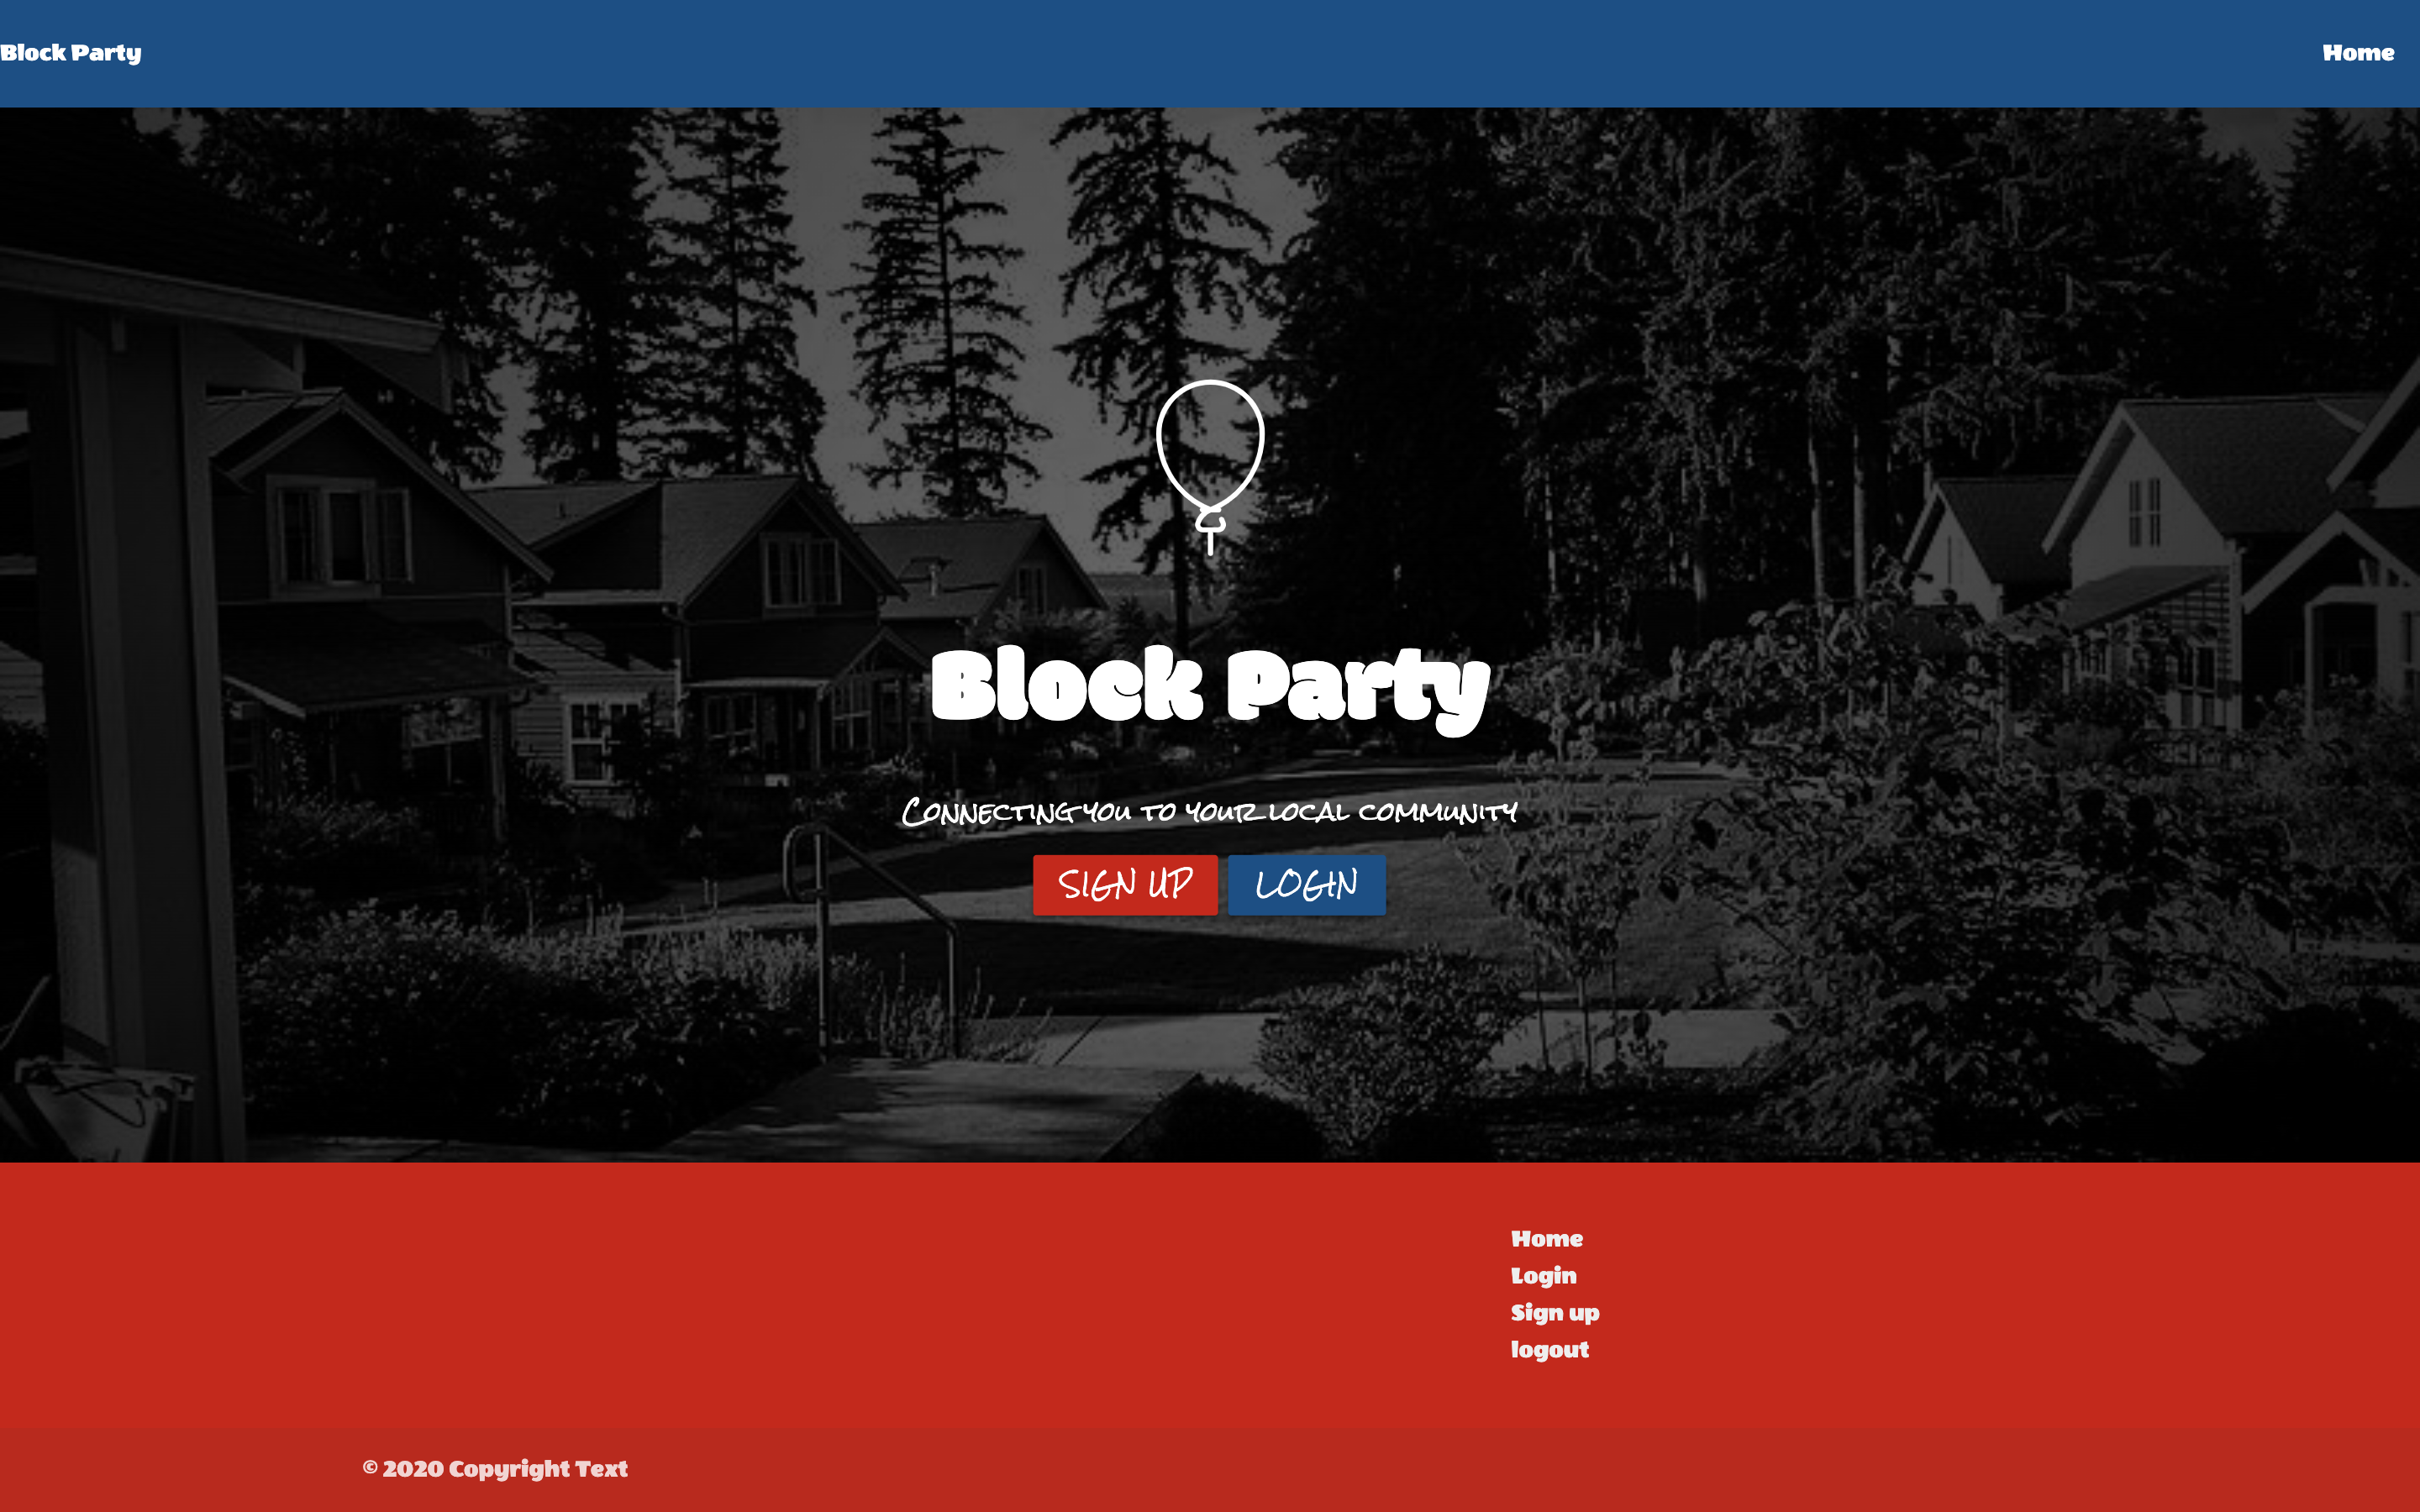 Block Party
Home
Block Party
Connecting you to your local community
SIGN UP
LOGIN
Home
Login
Sign up
logout
© 2020 Copyright Text